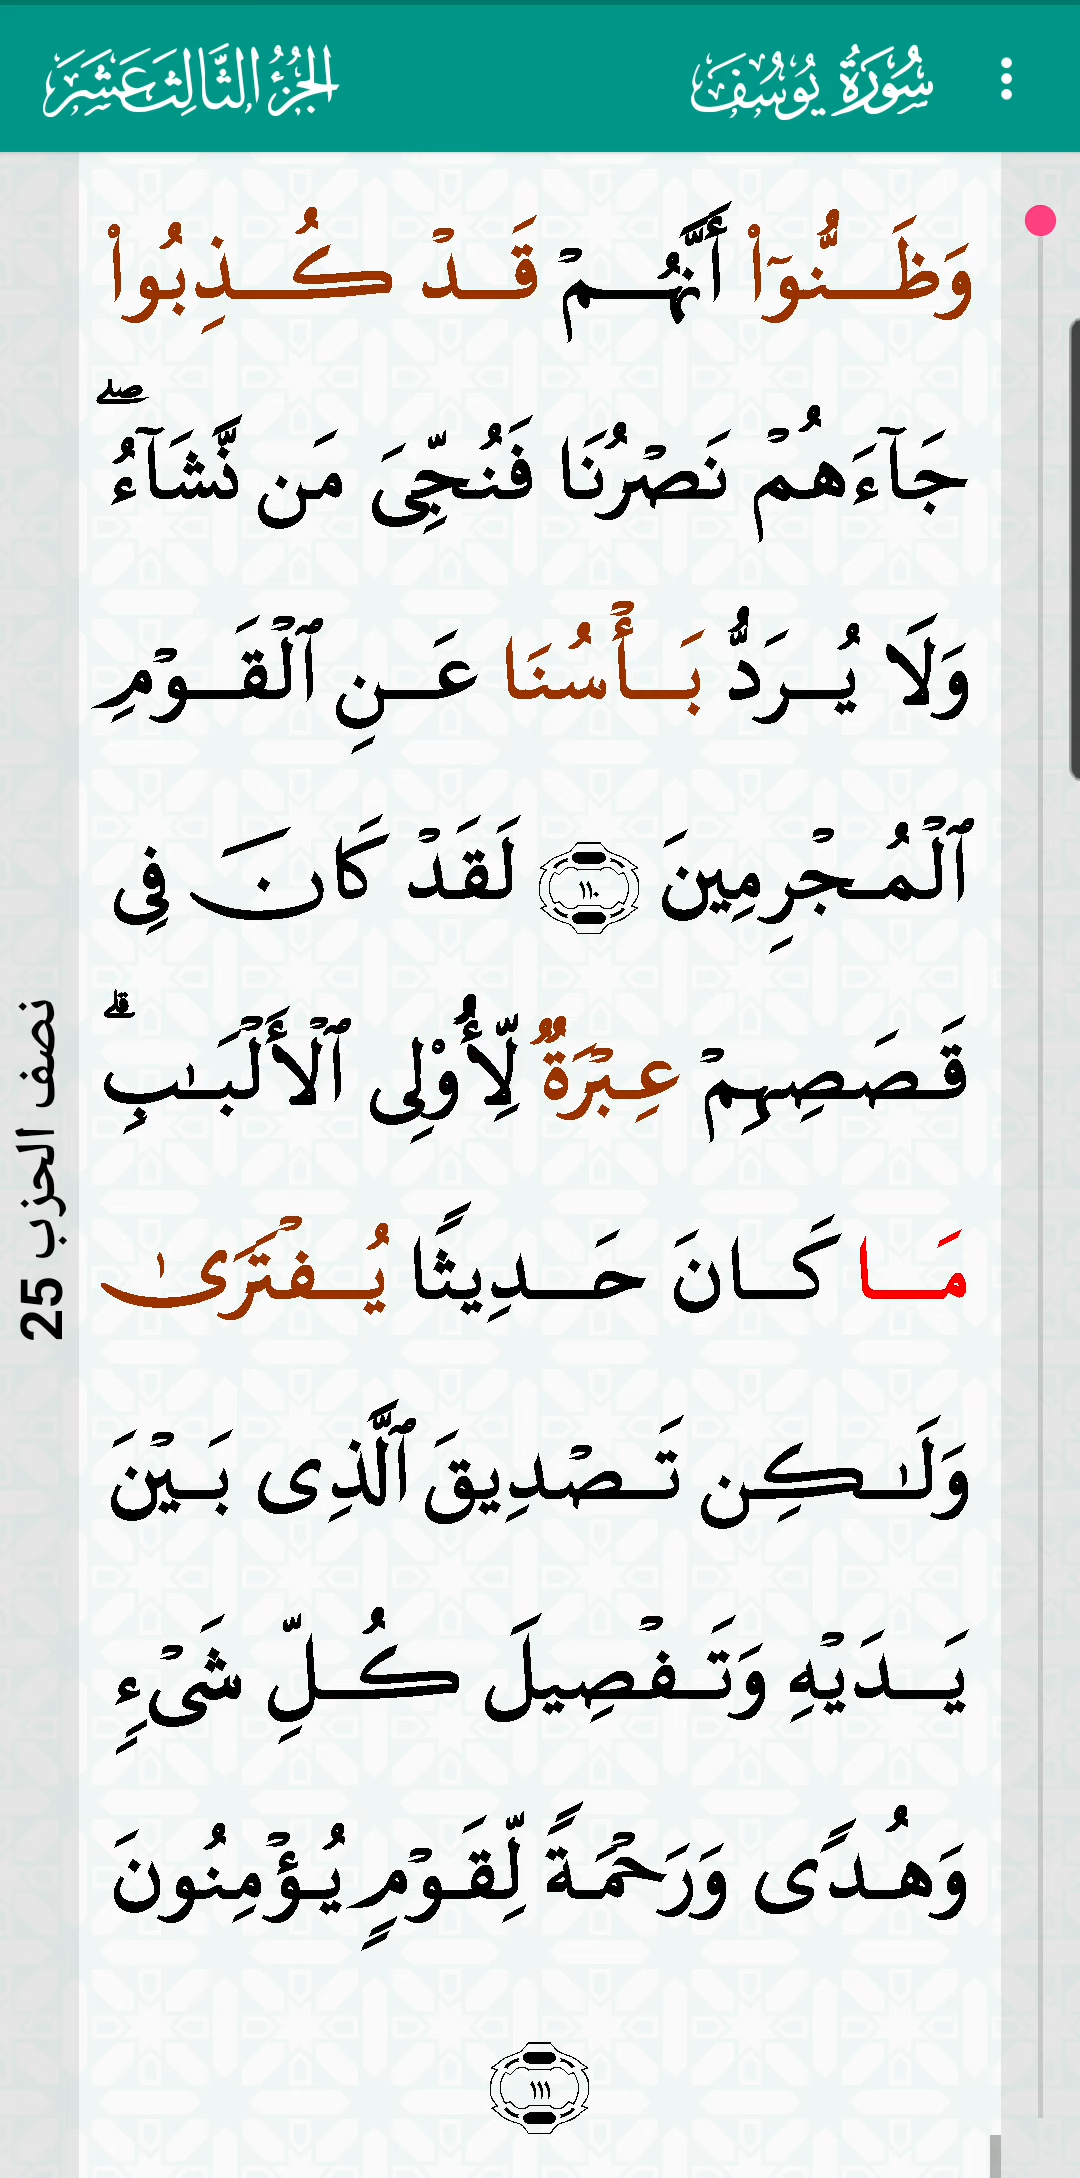 سُورَةُ يُوسُفَ
الجُزْءُ الثَّالِثَ عَشَرَ
وَظَنُّوٓا۟ أَنَّهُمْ قَدْ كُذِبُوا۟
جَآءَهُمْ نَصْرُنَا فَنُجِّىَ مَن نَّشَآءُ ۖ
وَلَا يُرَدُّ بَأْسُنَا عَنِ ٱلْقَوْمِ
ٱلْمُجْرِمِينَ ١١٠ لَقَدْ كَانَ فِى
قَصَصِهِمْ عِبْرَةٌ لِّأُو۟لِى ٱلْأَلْبَـٰبِ ۗ
مَا كَانَ حَدِيثًا يُفْتَرَىٰ
وَلَـٰكِن تَصْدِيقَ ٱلَّذِى بَيْنَ
يَدَيْهِ وَتَفْصِيلَ كُلِّ شَىْءٍ
وَهُدًى وَرَحْمَةً لِّقَوْمٍ يُؤْمِنُونَ
١١١
نصف الحزب 25